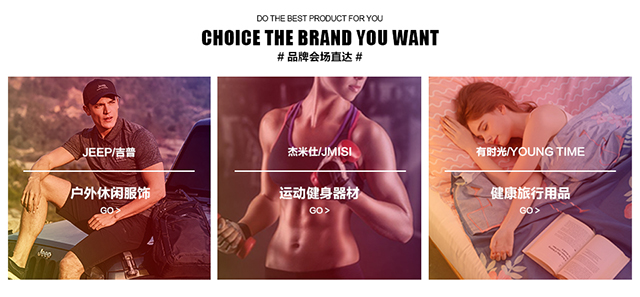 DO THE BEST PRODUCT FOR YOU
CHOICE THE BRAND YOU WANT
# 品牌会场直达 #
JEEP/吉普
户外休闲服饰
GO >
Jeep
杰米仕/JMISI
运动健身器材
GO >
有时光/YOUNG TIME
健康旅行用品
GO >